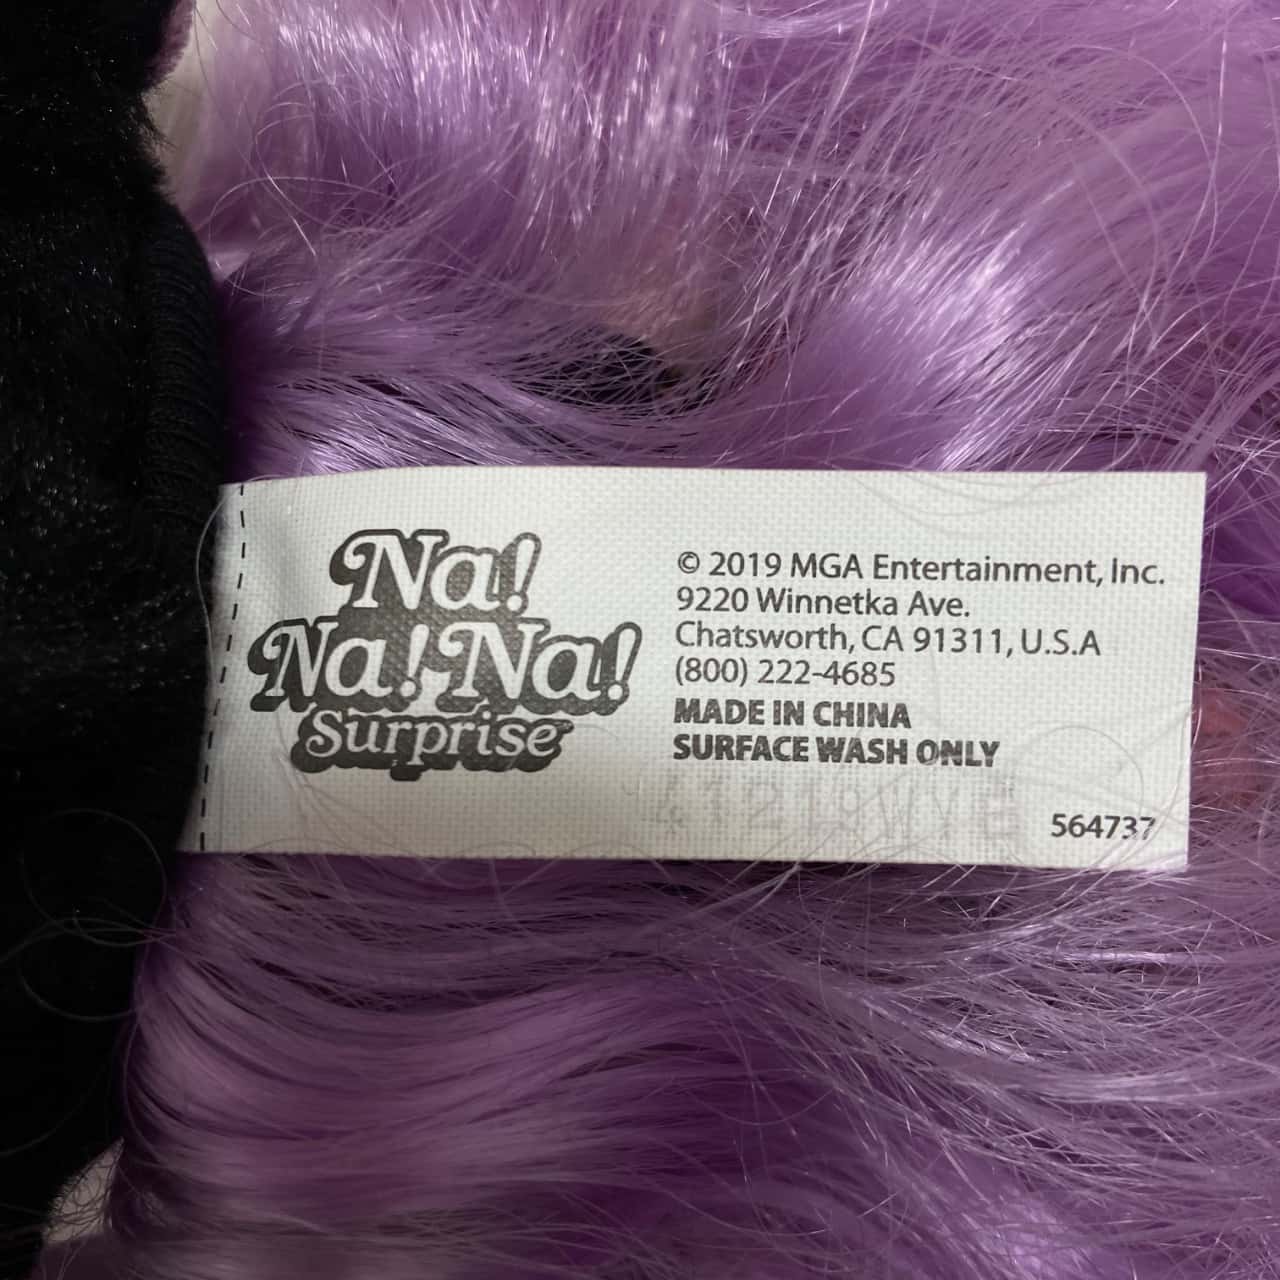 Na!
Na! Na!
Surprise™
© 2019 MGA Entertainment, Inc.
9220 Winnetka Ave.
Chatsworth, CA 91311, U.S.A
(800) 222-4685
MADE IN CHINA
SURFACE WASH ONLY
564737